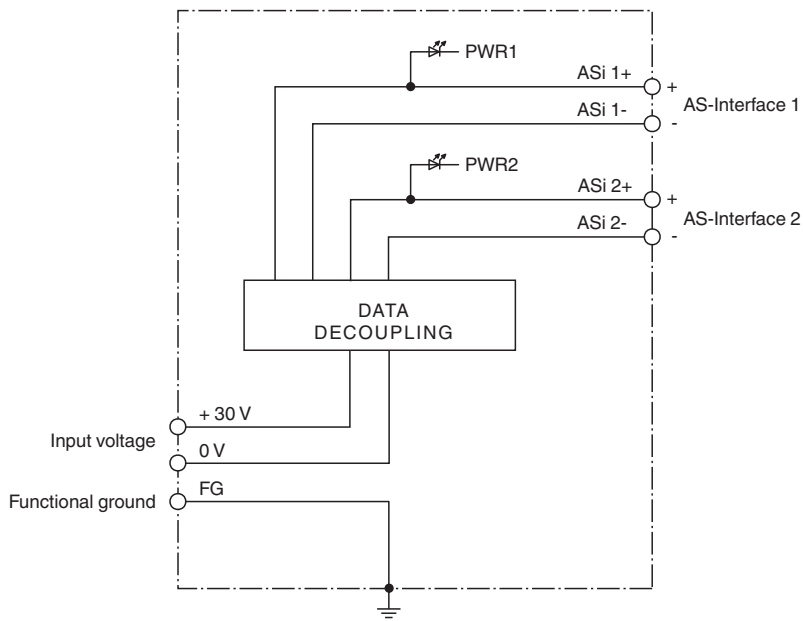 PWR1
ASi 1+
+
AS-Interface 1
ASi 1-
-
PWR2
ASi 2+
+
AS-Interface 2
ASi 2-
-
DATA
DECOUPLING
+ 30 V
Input voltage
0 V
FG
Functional ground